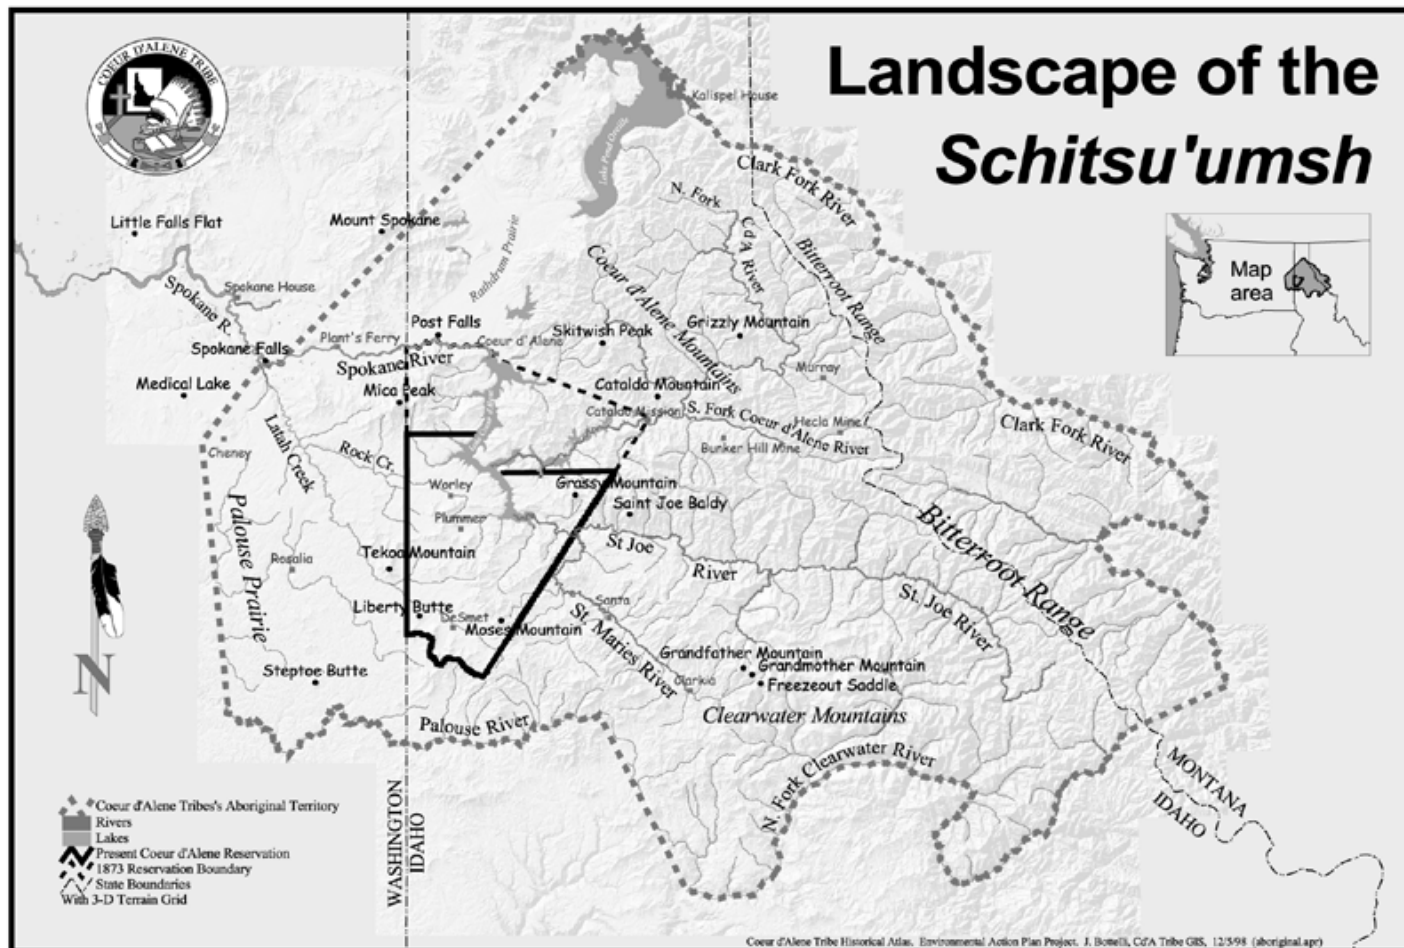 Landscape of the
Schitsu'umsh
COEUR D'ALENE TRIBE
Kalispel House
Lake Pend Oreille
Clark Fork River
N. Fork
Cd'A River
Bitterroot Range
Little Falls Flat
Mount Spokane
Rathdrum Prairie
Coeur d'Alene Mountains
Map
area
Spokane House
Spokane R.
Post Falls
Skitwish Peak
Grizzly Mountain
Plant's Ferry
Coeur d'Alene
Spokane Falls
Spokane River
Murray
Medical Lake
Mica Peak
Cataldo Mountain
Cataldo Mission
S. Fork Coeur d'Alene River
Hecla Mine
Clark Fork River
Latah Creek
Rock Cr.
Bunker Hill Mine
Cheney
Worley
Grassy Mountain
Saint Joe Baldy
Palouse Prairie
Plummer
Bitterroot Range
St Joe
River
Rosalia
Tekoa Mountain
St. Joe River
Liberty Butte
DeSmet
Moses Mountain
Santa
St. Maries River
Grandfather Mountain
Grandmother Mountain
Freezeout Saddle
Steptoe Butte
Clarkia
N
Clearwater Mountains
Palouse River
N. Fork Clearwater River
MONTANA
IDAHO
WASHINGTON
IDAHO
Coeur d'Alene Tribes's Aboriginal Territory
Rivers
Lakes
Present Coeur d'Alene Reservation
1873 Reservation Boundary
State Boundaries
With 3-D Terrain Grid
Coeur d'Alene Tribe Historical Atlas. Environmental Action Plan Project. J. Bottelli, Cd'A Tribe GIS, 12/3/98 (aboriginal.apr)